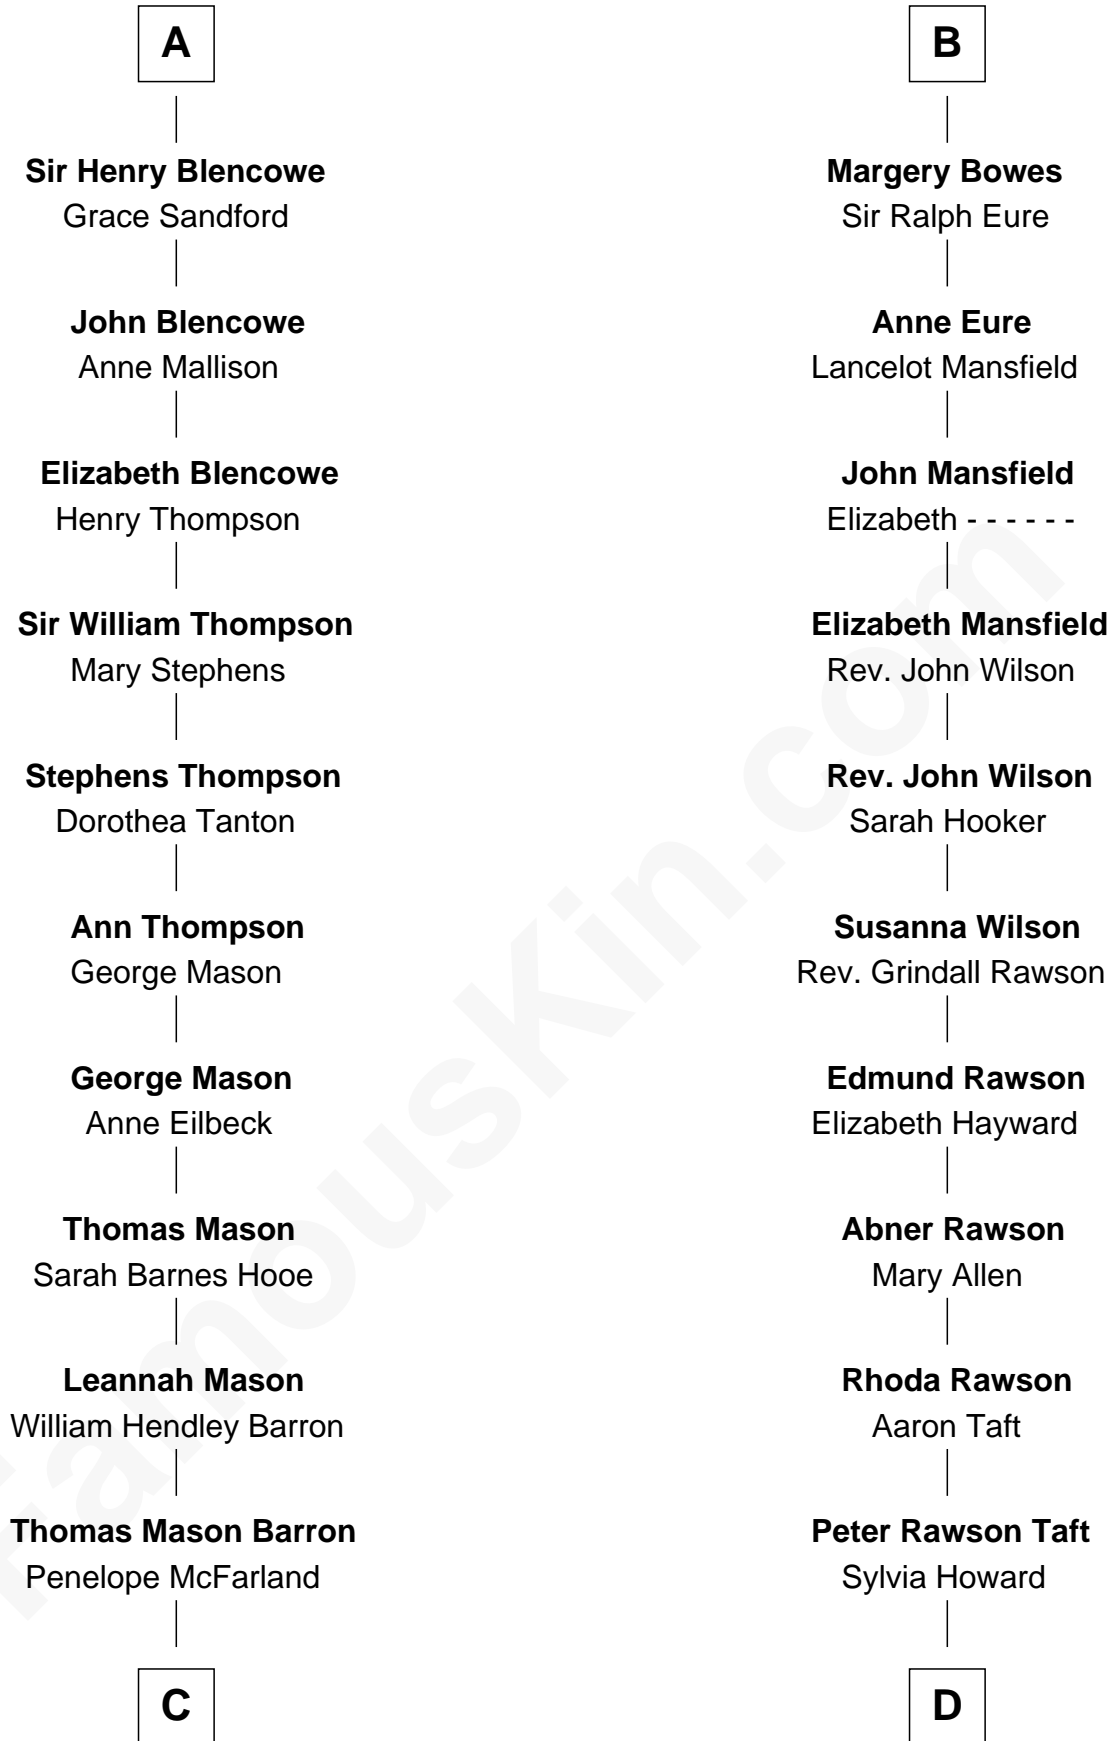 A
Sir Henry Blencowe
Grace Sandford
John Blencowe
Anne Mallison
Elizabeth Blencowe
Henry Thompson
Sir William Thompson
Mary Stephens
Stephens Thompson
Dorothea Tanton
Ann Thompson
George Mason
George Mason
Anne Eilbeck
Thomas Mason
Sarah Barnes Hooe
Leannah Mason
William Hendley Barron
Thomas Mason Barron
Penelope McFarland
C
B
Margery Bowes
Sir Ralph Eure
Anne Eure
Lancelot Mansfield
John Mansfield
Elizabeth - - - - - -
Elizabeth Mansfield
Rev. John Wilson
Rev. John Wilson
Sarah Hooker
Susanna Wilson
Rev. Grindall Rawson
Edmund Rawson
Elizabeth Hayward
Abner Rawson
Mary Allen
Rhoda Rawson
Aaron Taft
Peter Rawson Taft
Sylvia Howard
D
FamousKin.com